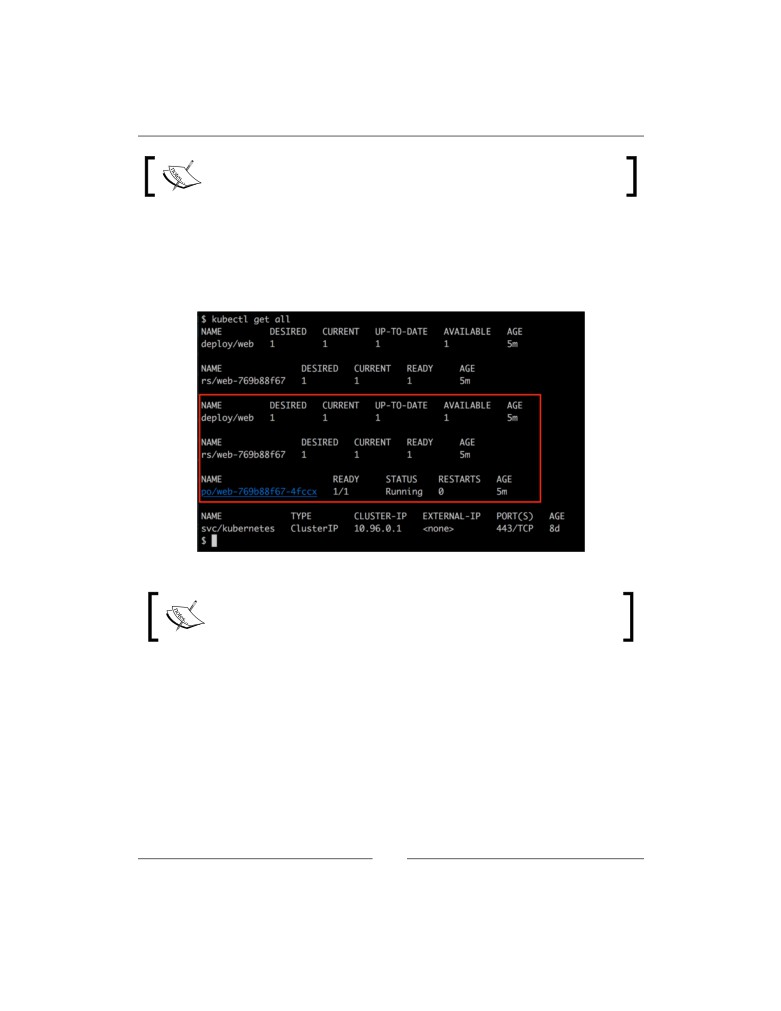 $ kubectl get all
NAME DESIRED CURRENT UP-TO-DATE AVAILABLE AGE
deploy/web 1 1 1 1 5m
NAME DESIRED CURRENT READY AGE
rs/web-769b88f67 1 1 1 5m
NAME DESIRED CURRENT UP-TO-DATE AVAILABLE AGE
deploy/web 1 1 1 1 5m
NAME DESIRED CURRENT READY AGE
rs/web-769b88f67 1 1 1 5m
NAME READY STATUS RESTARTS AGE
po/web-769b88f67-4fccx 1/1 Running 0 5m
NAME TYPE CLUSTER-IP EXTERNAL-IP PORT(S) AGE
svc/kubernetes ClusterIP 10.96.0.1 <none> 443/TCP 8d
$